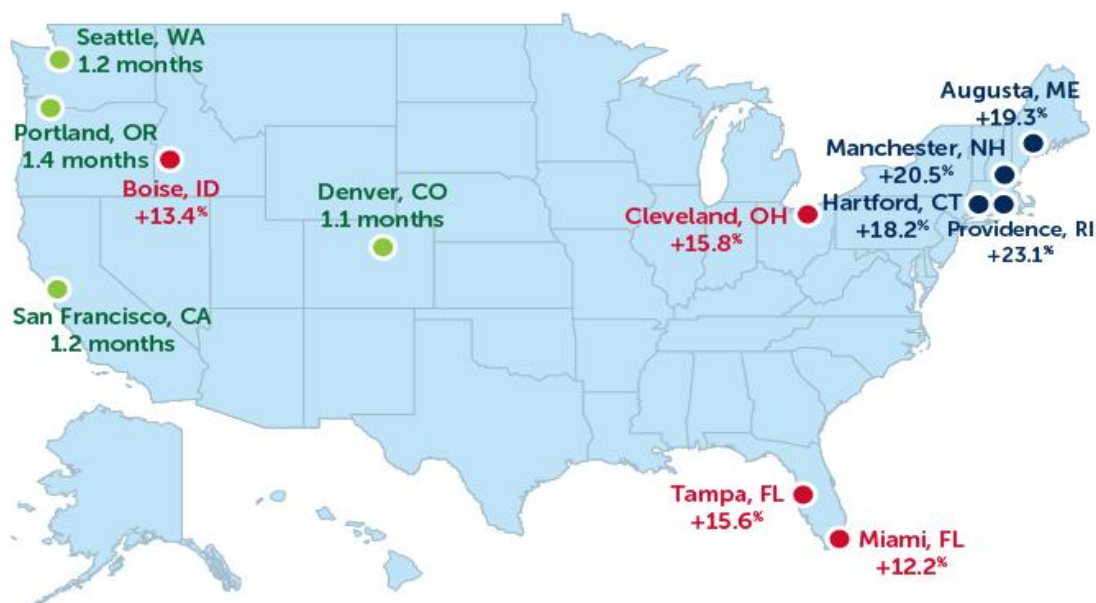 Seattle, WA
1.2 months
Portland, OR
1.4 months
Boise, ID
+13.4%
Denver, CO
1.1 months
San Francisco, CA
1.2 months
Augusta, ME
+19.3%
Manchester, NH
+20.5%
Cleveland, OH
+15.8%
Hartford, CT
+18.2%
Providence, RI
+23.1%
Tampa, FL
+15.6%
Miami, FL
+12.2%